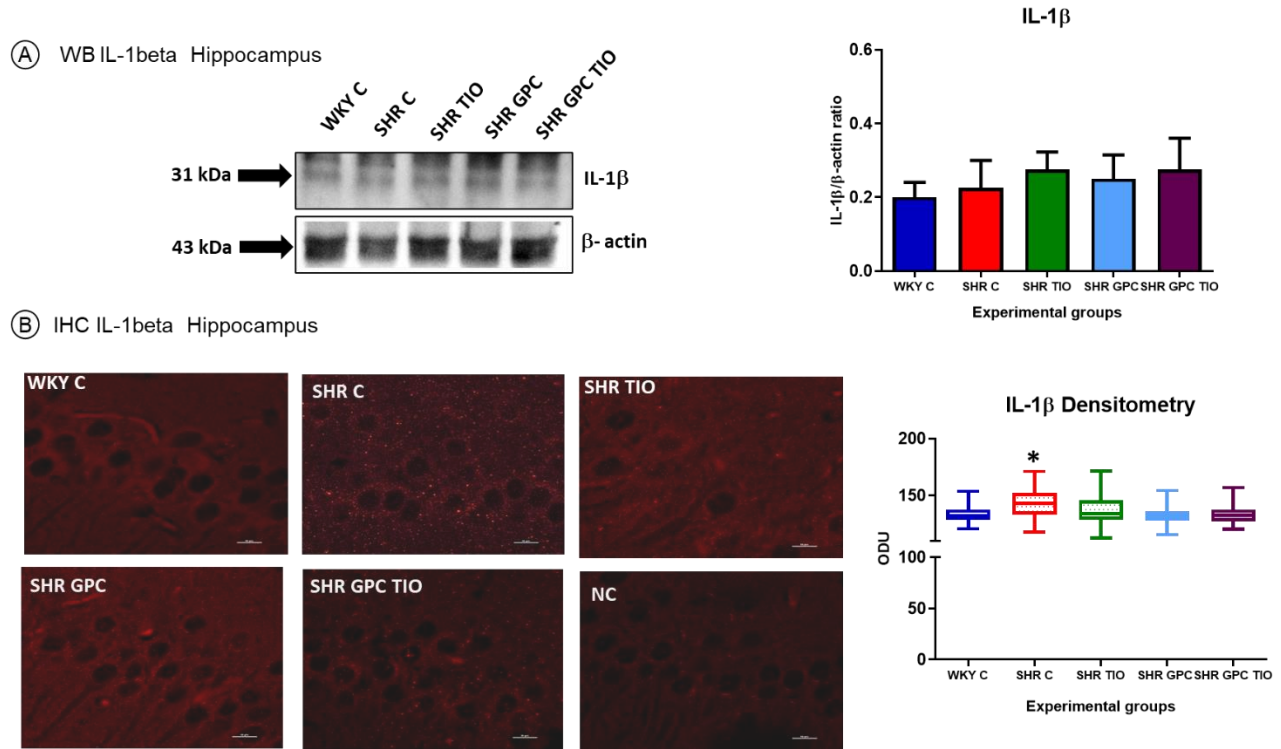 A WB IL-1beta Hippocampus
WKY C
SHR C
SHR TIO
SHR GPC
SHR GPC TIO
31 kDa
IL-1β
43 kDa
β- actin
IL-1β
IL-1β/β-actin ratio
0.6
0.4
0.2
0.0
WKY C SHR C SHR TIO SHR GPC SHR GPC TIO
Experimental groups
B IHC IL-1beta Hippocampus
WKY C
SHR C
SHR TIO
SHR GPC
SHR GPC TIO
NC
IL-1β Densitometry
ODU
200
150
100
50
0
*
WKY C SHR C SHR TIO SHR GPC SHR GPC TIO
Experimental groups